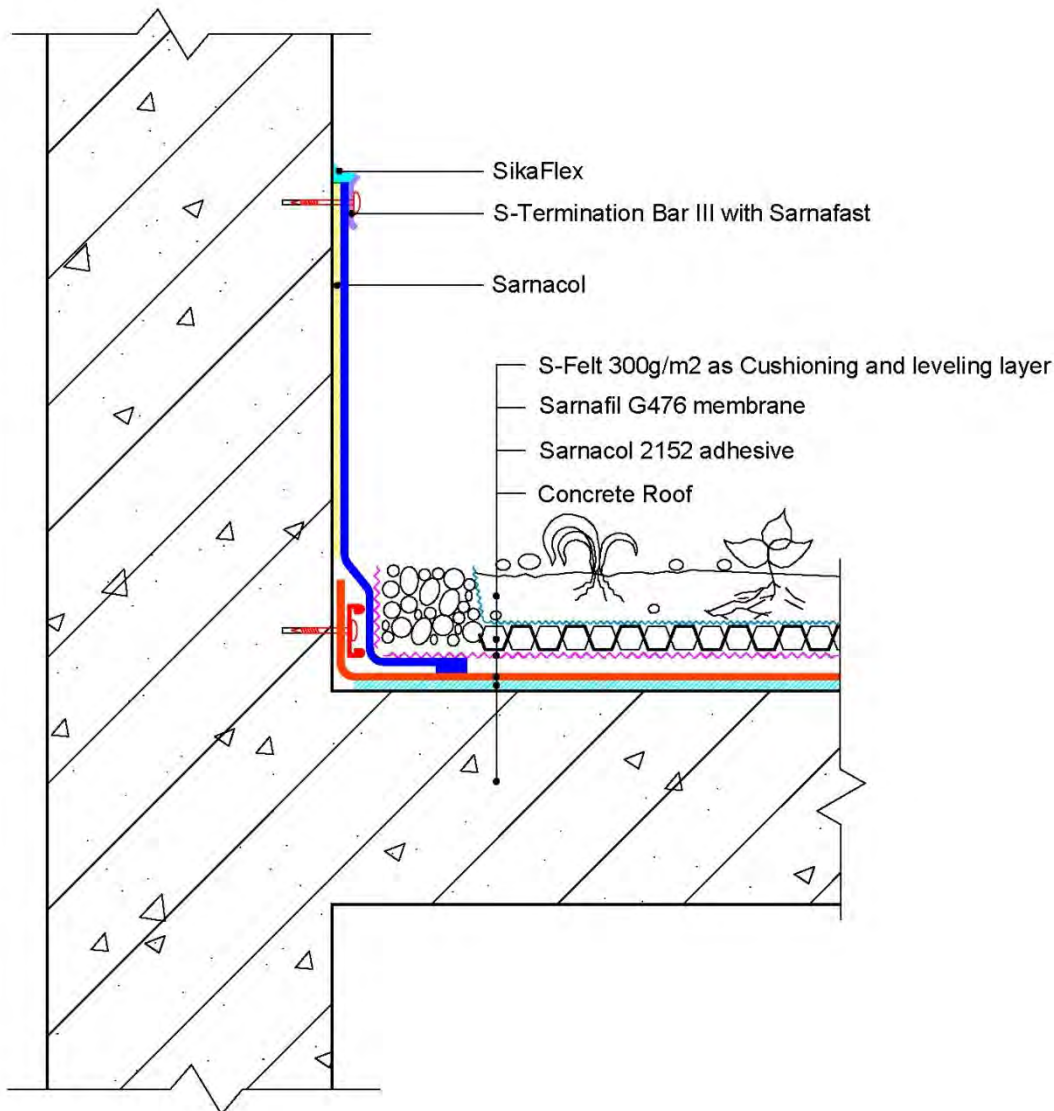 SikaFlex
S-Termination Bar III with Sarnafast
Sarnacol
S-Felt 300g/m2 as Cushioning and leveling layer
Sarnafil G476 membrane
Sarnacol 2152 adhesive
Concrete Roof